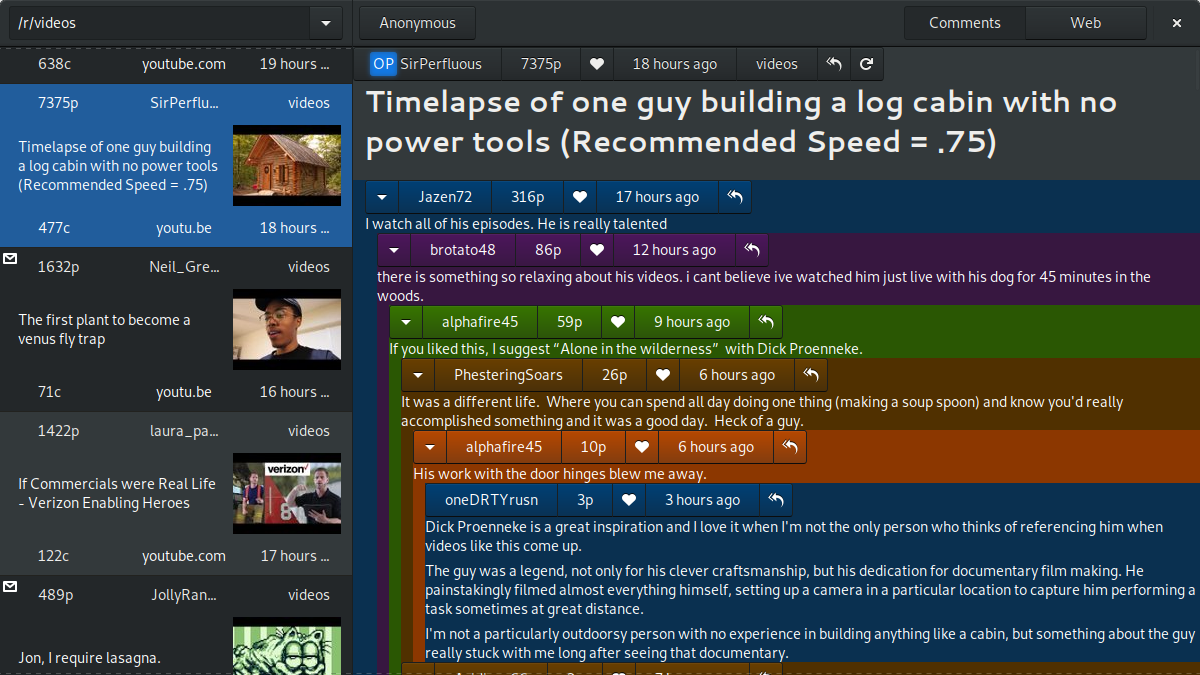 /r/videos
Anonymous
Comments
Web
638c youtube.com 19 hours ...
7375p SirPerflu... videos
Timelapse of one guy building
a log cabin with no power tools
(Recommended Speed = .75)
477c youtu.be 18 hours ...
1632p Neil_Gre... videos
The first plant to become a
venus fly trap
71c youtu.be 16 hours ...
1422p laura_pa... videos
If Commercials were Real Life
- Verizon Enabling Heroes
verizon
122c youtube.com 17 hours ...
489p JollyRan... videos
Jon, I require lasagna.
OP SirPerfluous 7375p 18 hours ago videos
Timelapse of one guy building a log cabin with no
power tools (Recommended Speed = .75)
Jazen72 316p 17 hours ago
I watch all of his episodes. He is really talented
brotato48 86p 12 hours ago
there is something so relaxing about his videos. i cant believe ive watched him just live with his dog for 45 minutes in the
woods.
alphafire45 59p 9 hours ago
If you liked this, I suggest “Alone in the wilderness”  with Dick Proenneke.
PhesteringSoars 26p 6 hours ago
It was a different life.  Where you can spend all day doing one thing (making a soup spoon) and know you'd really
accomplished something and it was a good day.  Heck of a guy.
alphafire45 10p 6 hours ago
His work with the door hinges blew me away.
oneDRTYrusn 3p 3 hours ago
Dick Proenneke is a great inspiration and I love it when I'm not the only person who thinks of referencing him when
videos like this come up.
The guy was a legend, not only for his clever craftsmanship, but his dedication for documentary film making. He
painstakingly filmed almost everything himself, setting up a camera in a particular location to capture him performing a
task sometimes at great distance.
I'm not a particularly outdoorsy person with no experience in building anything like a cabin, but something about the guy
really stuck with me long after seeing that documentary.